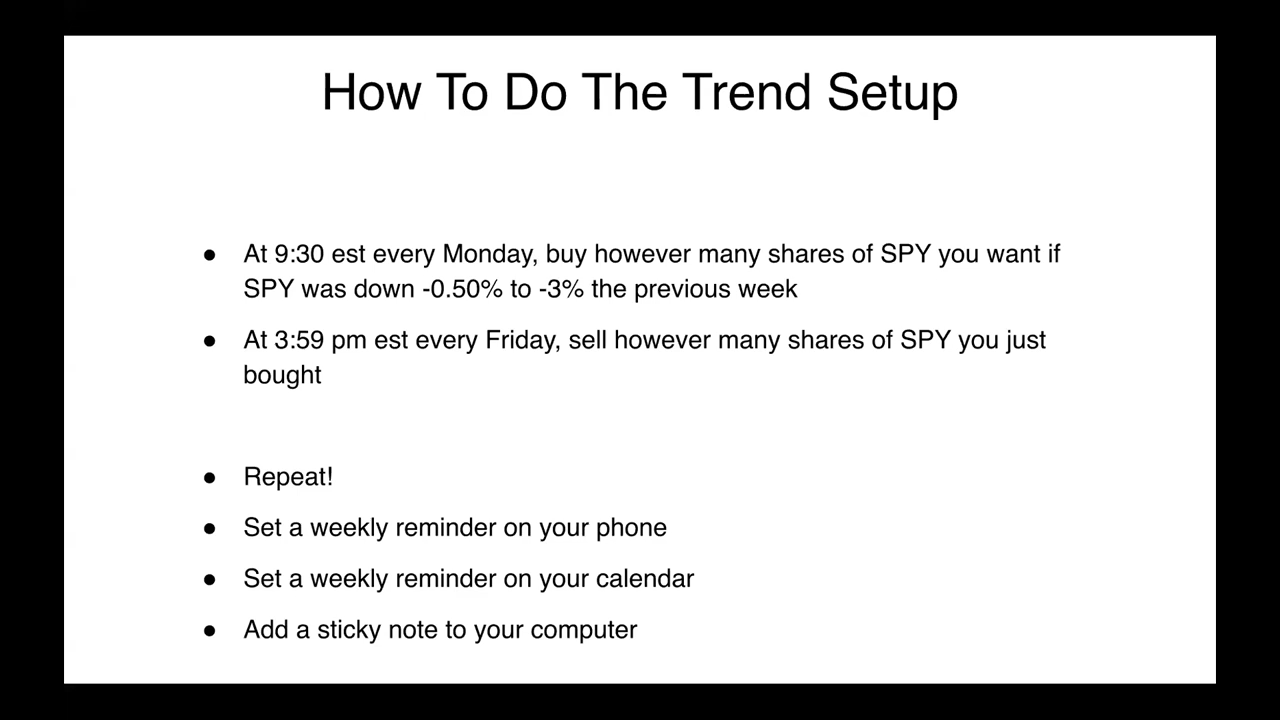 How To Do The Trend Setup
● At 9:30 est every Monday, buy however many shares of SPY you want if
SPY was down -0.50% to -3% the previous week
● At 3:59 pm est every Friday, sell however many shares of SPY you just
bought
● Repeat!
● Set a weekly reminder on your phone
● Set a weekly reminder on your calendar
● Add a sticky note to your computer